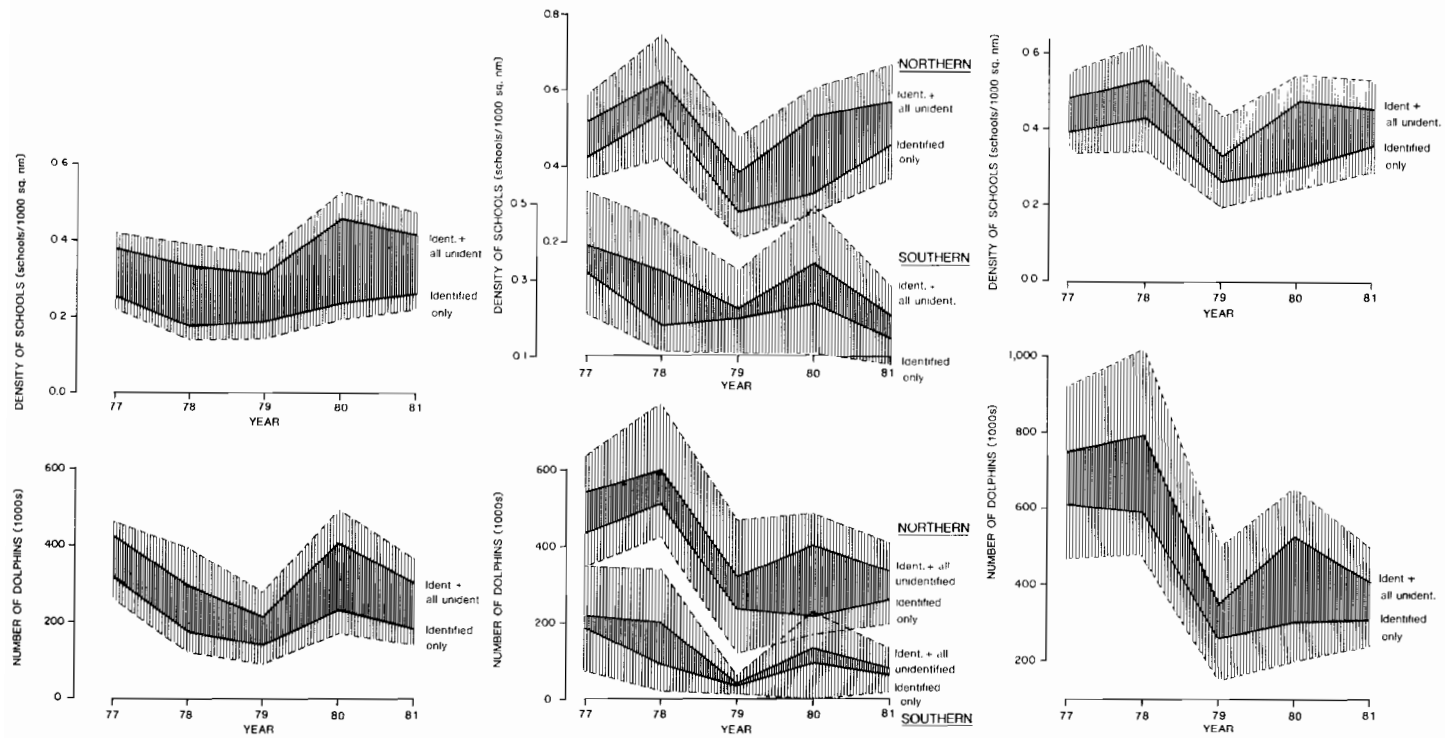 DENSITY OF SCHOOLS (schools/1000 sq. nm)
0 6
0 4
0 2
0.0
77 78 79 80 81
YEAR
Ident. +
all unident
Identified
only
DENSITY OF SCHOOLS (schools/1000 sq. nm)
0.8
0.6
0.4
0.2
0 5
0.3
0 1
77 78 79 80 81
YEAR
NORTHERN
Ident. +
all unident
Identified
only
SOUTHERN
Ident. +
all unident.
Identified
only
DENSITY OF SCHOOLS (schools/1000 sq. nm)
0 6
0 4
0 2
0.0
77 78 79 80 81
YEAR
Ident +
all unident.
Identified
only
NUMBER OF DOLPHINS (1000s)
600
400
200
0
77 78 79 80 81
YEAR
Ident +
all unident
Identified
only
NUMBER OF DOLPHINS (1000s)
600
400
200
0
77 78 79 80 81
YEAR
NORTHERN
Ident. + all
unidentified
Identified
only
Ident. + all
unidentified
Identified
only
SOUTHERN
NUMBER OF DOLPHINS (1000s)
1,000
800
600
400
200
77 78 79 80 81
YEAR
Ident +
all unident.
Identified
only